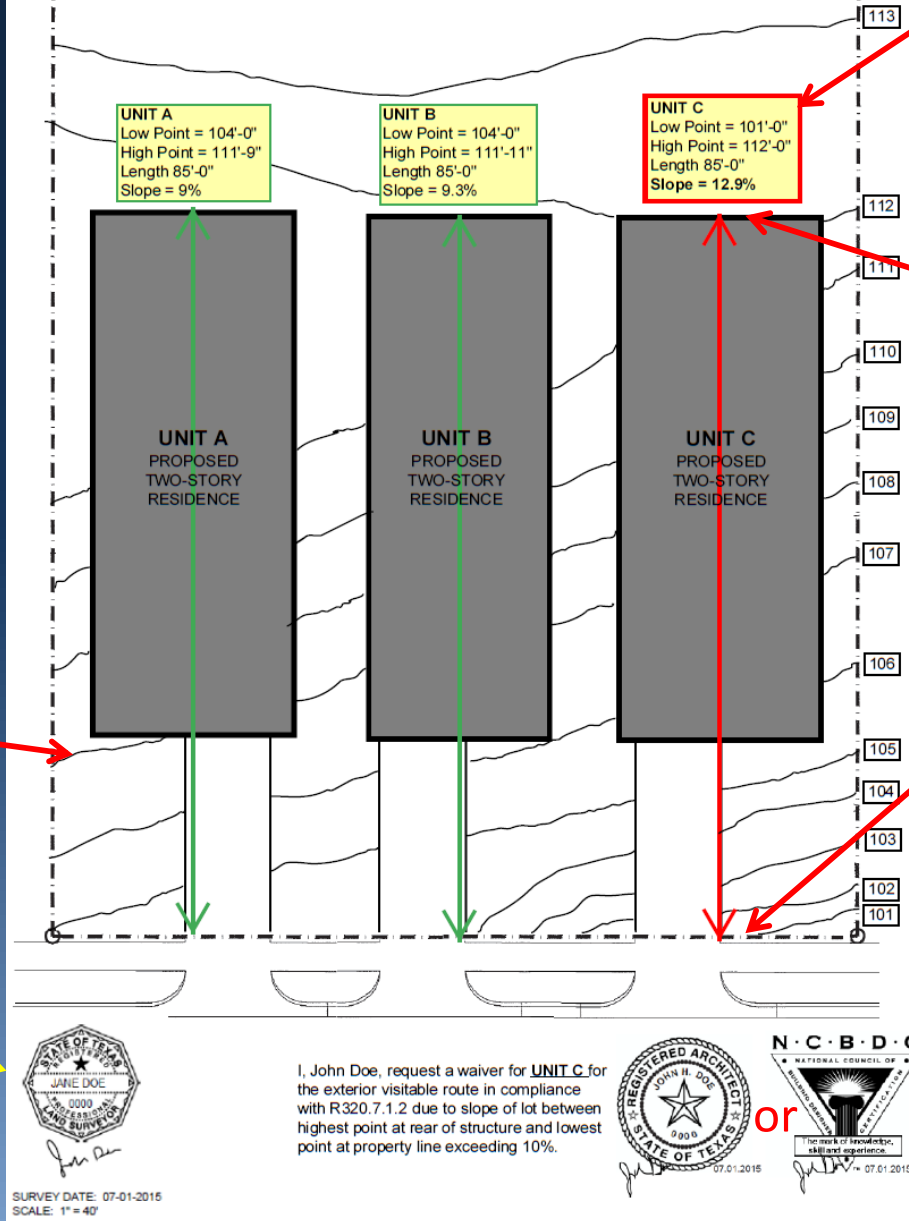 113
UNIT A
Low Point = 104'-0"
High Point = 111'-9"
Length 85'-0"
Slope = 9%
UNIT B
Low Point = 104'-0"
High Point = 111'-11"
Length 85'-0"
Slope = 9.3%
UNIT C
Low Point = 101'-0"
High Point = 112'-0"
Length 85'-0"
Slope = 12.9%
112
111
110
109
108
107
106
105
104
103
102
101
UNIT A
PROPOSED
TWO-STORY
RESIDENCE
UNIT B
PROPOSED
TWO-STORY
RESIDENCE
UNIT C
PROPOSED
TWO-STORY
RESIDENCE
STATE OF TEXAS
REGISTERED
JANE DOE
0000
PROFESSIONAL
LAND SURVEYOR
SURVEY DATE: 07-01-2015
SCALE: 1" = 40'
I, John Doe, request a waiver for UNIT C for
the exterior visitable route in compliance
with R320.7.1.2 due to slope of lot between
highest point at rear of structure and lowest
point at property line exceeding 10%.
REGISTERED ARCHITECT
JOHN H. DOE
0000
STATE OF TEXAS
07.01.2015
or
N·C·B·D·C
NATIONAL COUNCIL OF
BUILDING DESIGNER
CERTIFICATION
The mark of knowledge,
skill and experience.
07.01.2015